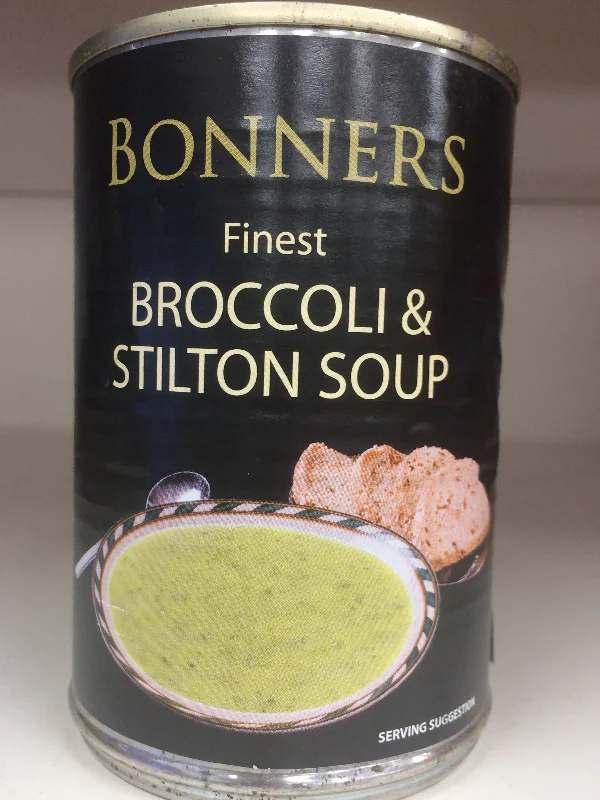 BONNERS
Finest
BROCCOLI &
STILTON SOUP
SERVING SUGGESTION